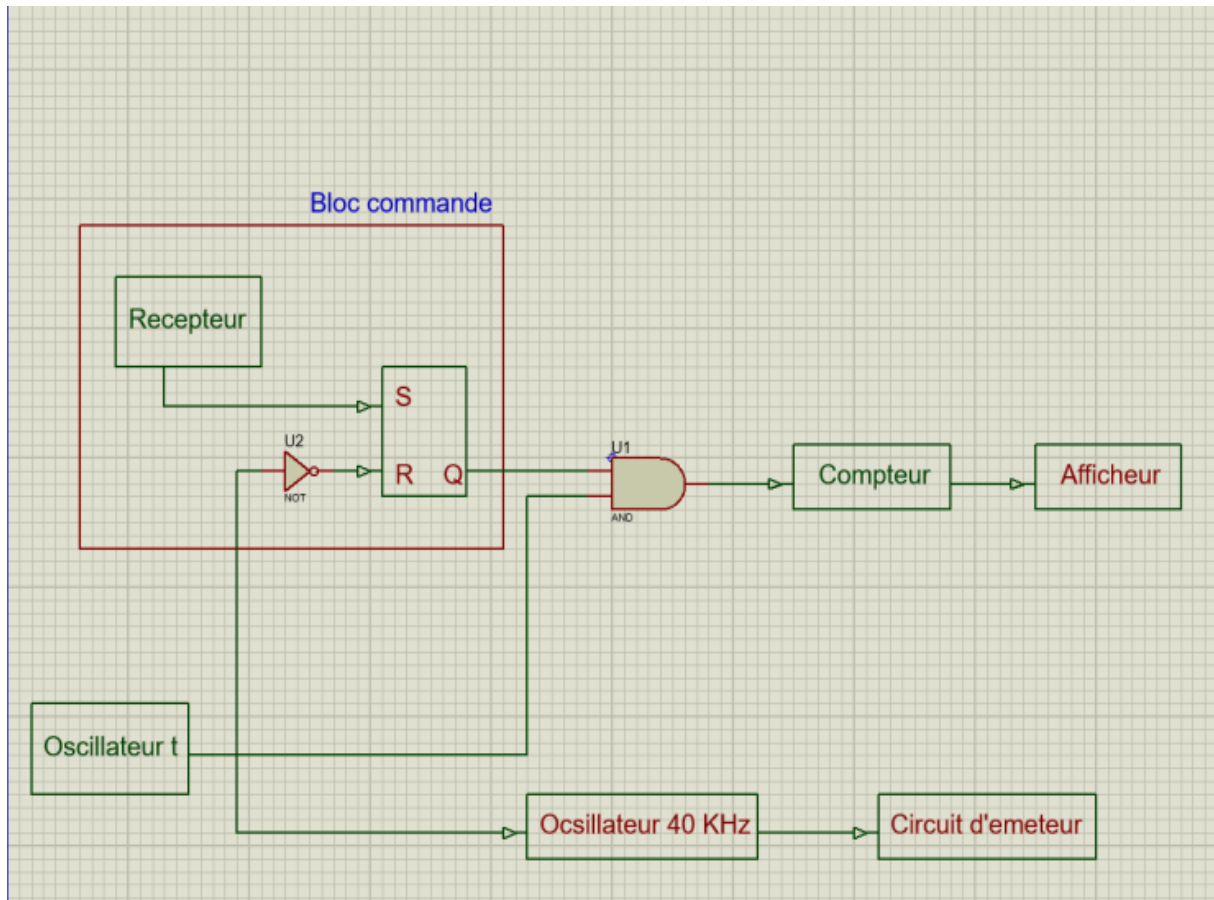 Bloc commande
Recepteur
S
U2
NOT
R
Q
U1
AND
Compteur
Afficheur
Oscillateur t
Ocsillateur 40 KHz
Circuit d'emeteur